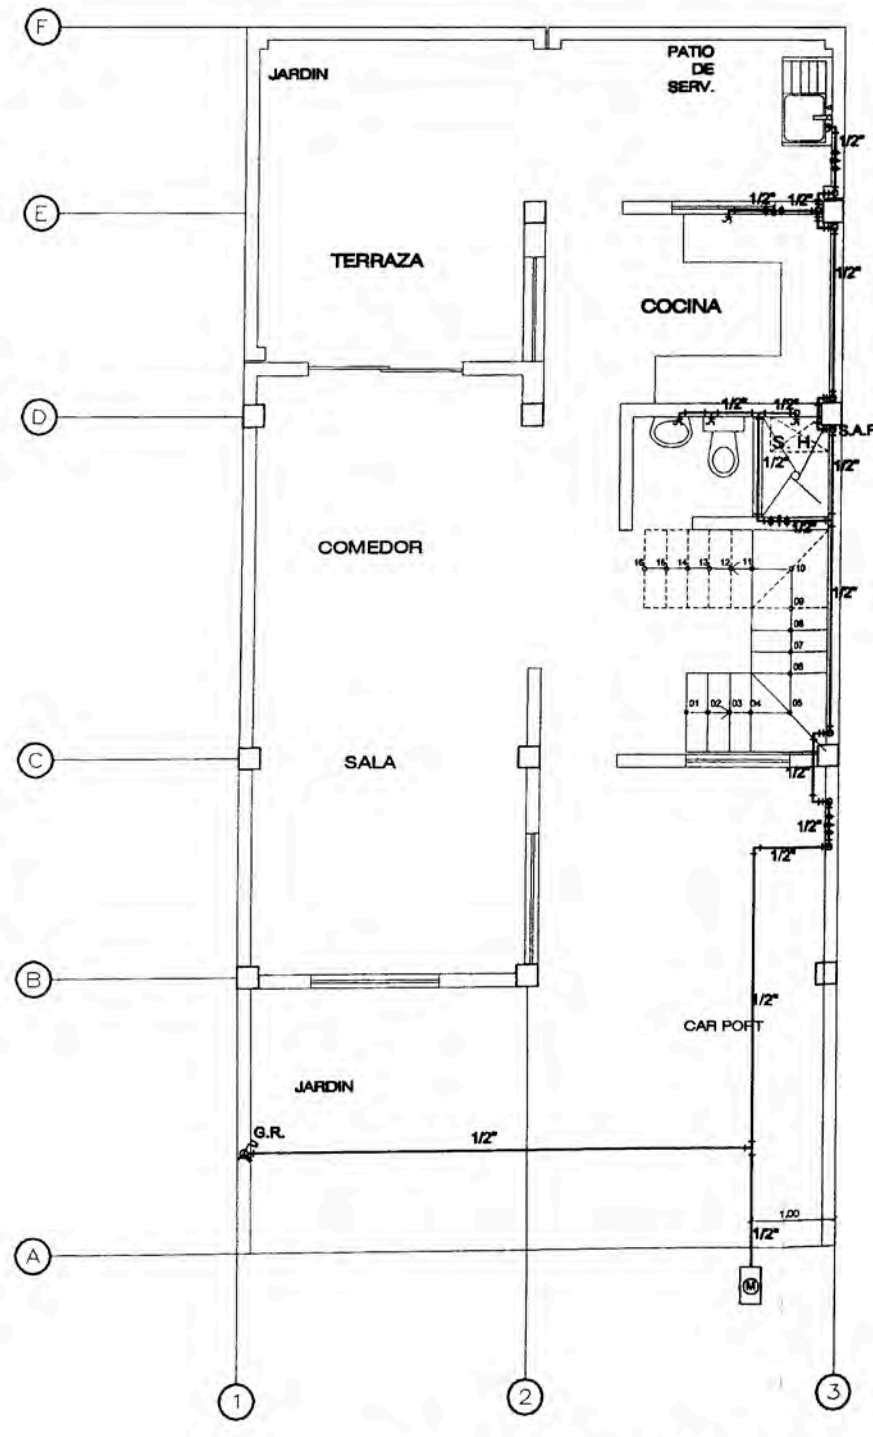 F
JARDIN
PATIO
DE
SERV.
1/2"
E
1/2"
1/2"
TERRAZA
1/2"
COCINA
D
1/2"
1/2"
S.A.F
S. H.
1/2"
1/2"
1/2"
COMEDOR
16 15 14 13 12 11 10
1/2"
09
08
07
06
01 02 03 04 05
C
SALA
1/2"
1/2"
1/2"
B
1/2"
CAR PORT
JARDIN
G.R.
1/2"
1,00
1/2"
A
M
1
2
3